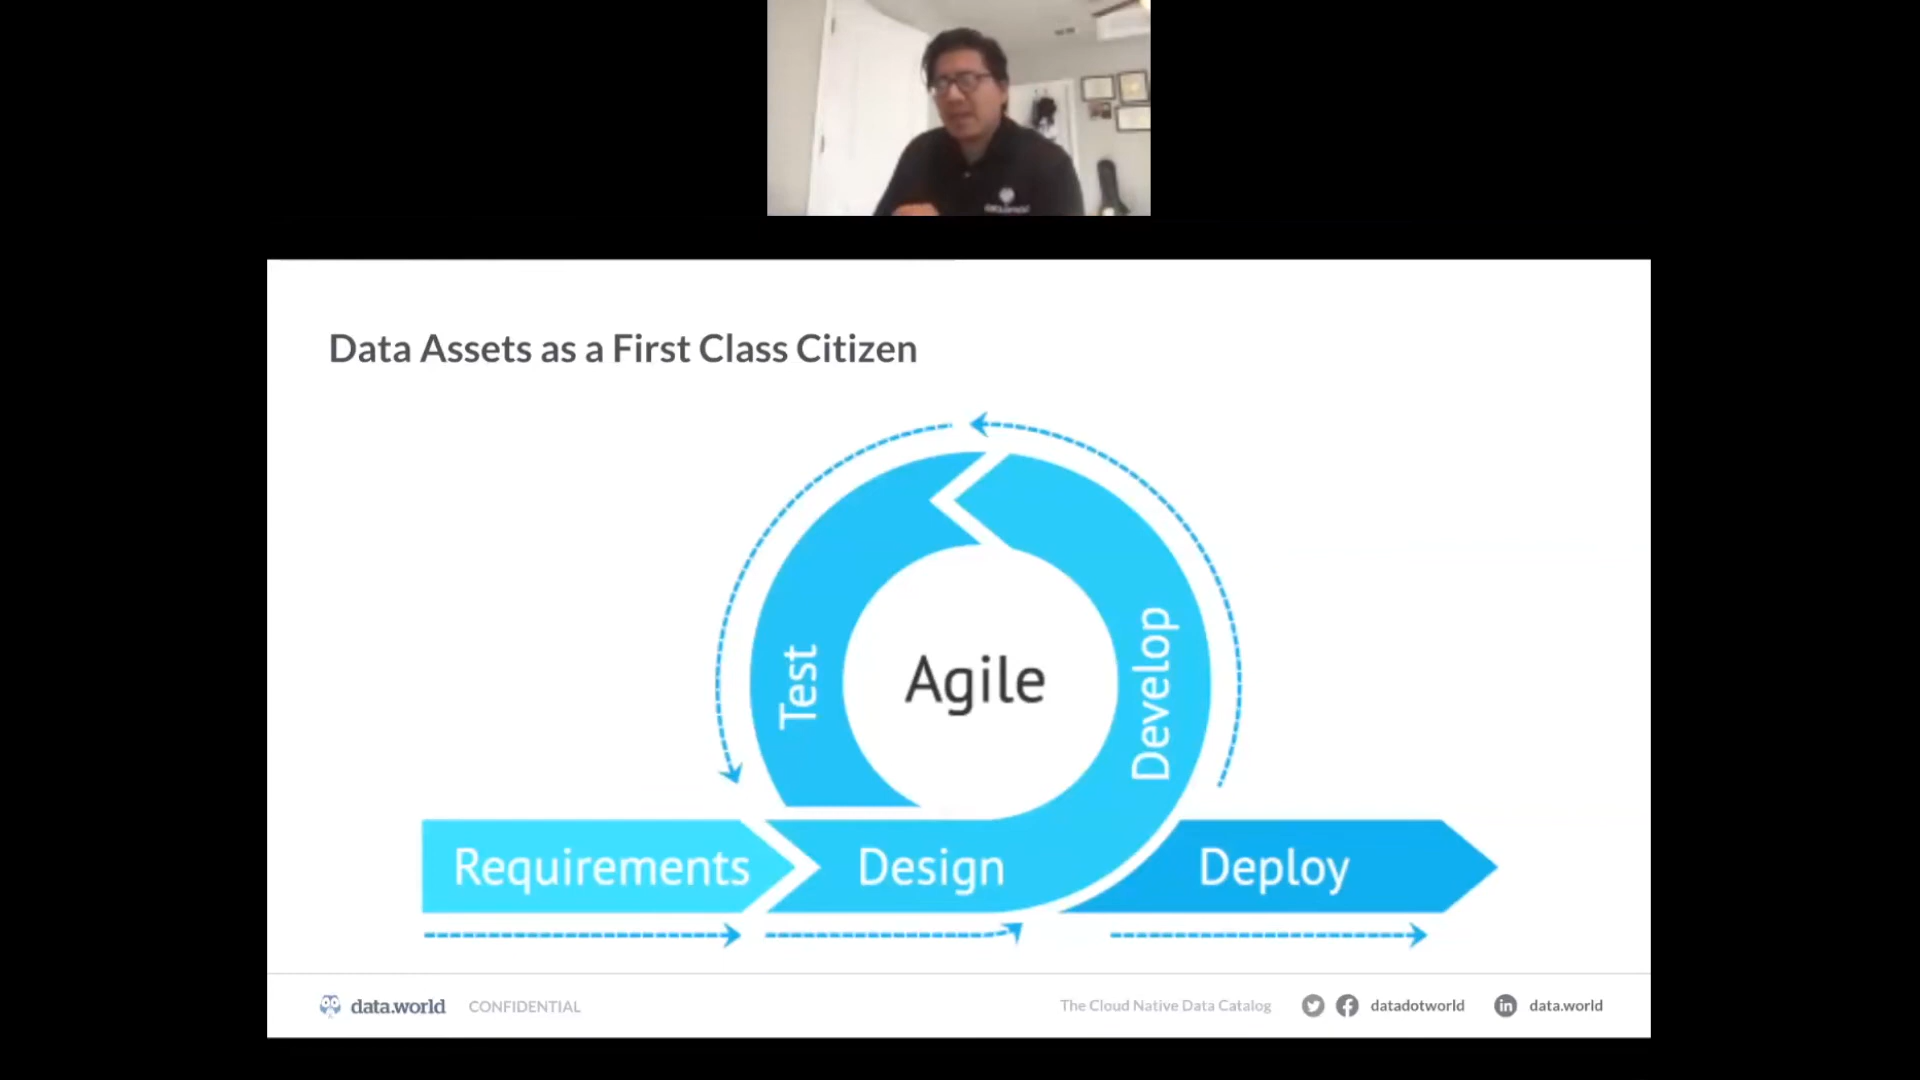 Data Assets as a First Class Citizen
Test
Agile
Develop
Requirements
Design
Deploy
data.world
CONFIDENTIAL
The Cloud Native Data Catalog
datadotworld
in
data.world